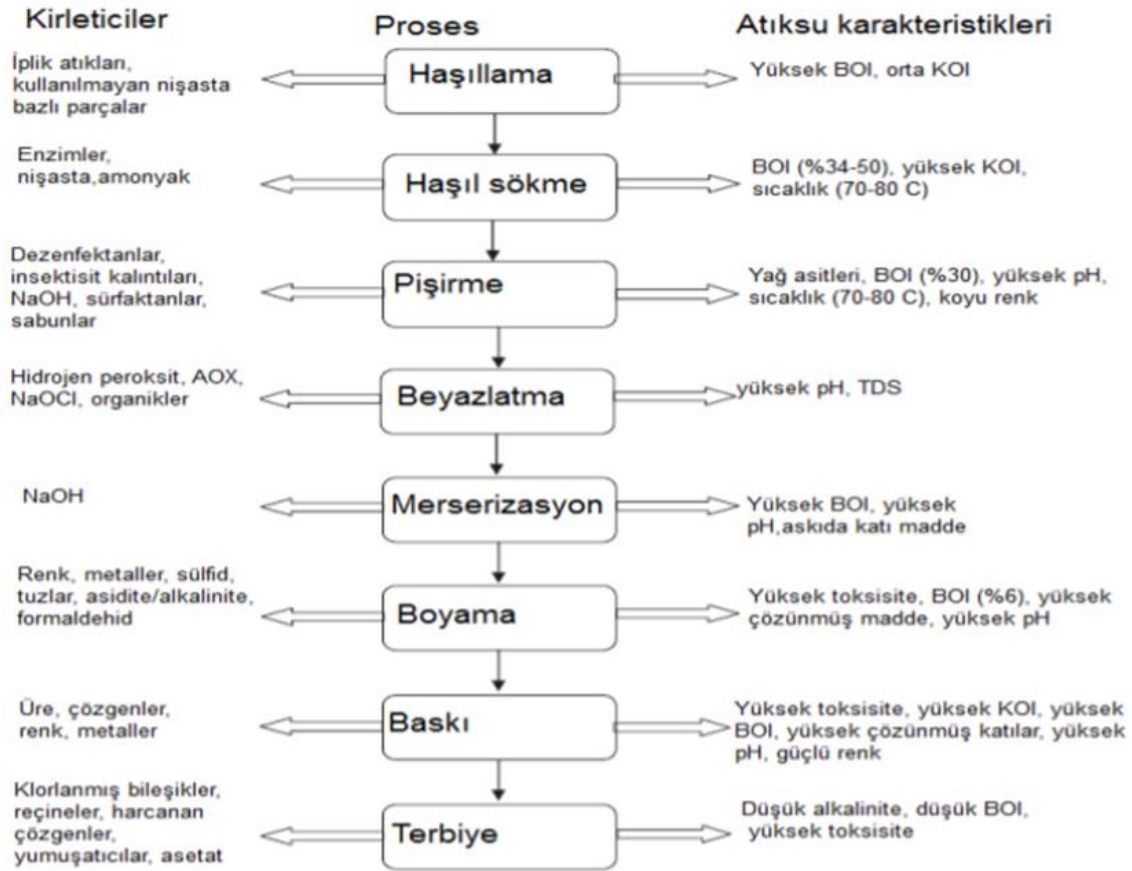 Kirleticiler
Proses
Atıksu karakteristikleri
İplik atıkları,
kullanılmayan nişasta
bazlı parçalar
Haşıllama
Yüksek BOI, orta KOI
Enzimler,
nişasta,amonyak
Haşıl sökme
BOI (%34-50), yüksek KOI,
sıcaklık (70-80 C)
Dezenfektanlar,
insektisit kalıntıları,
NaOH, sürfaktanlar,
sabunlar
Pişirme
Yağ asitleri, BOI (%30), yüksek pH,
sıcaklık (70-80 C), koyu renk
Hidrojen peroksit, AOX,
NaOCl, organikler
Beyazlatma
yüksek pH, TDS
NaOH
Merserizasyon
Yüksek BOI, yüksek
pH,askıda katı madde
Renk, metaller, sülfid,
tuzlar, asidite/alkalinite,
formaldehid
Boyama
Yüksek toksisite, BOI (%6), yüksek
çözünmüş madde, yüksek pH
Üre, çözgenler,
renk, metaller
Baskı
Yüksek toksisite, yüksek KOI, yüksek
BOI, yüksek çözünmüş katılar, yüksek
pH, güçlü renk
Klorlanmış bileşikler,
reçineler, harcanan
çözgenler,
yumuşatıcılar, asetat
Terbiye
Düşük alkalinite, düşük BOI,
yüksek toksisite